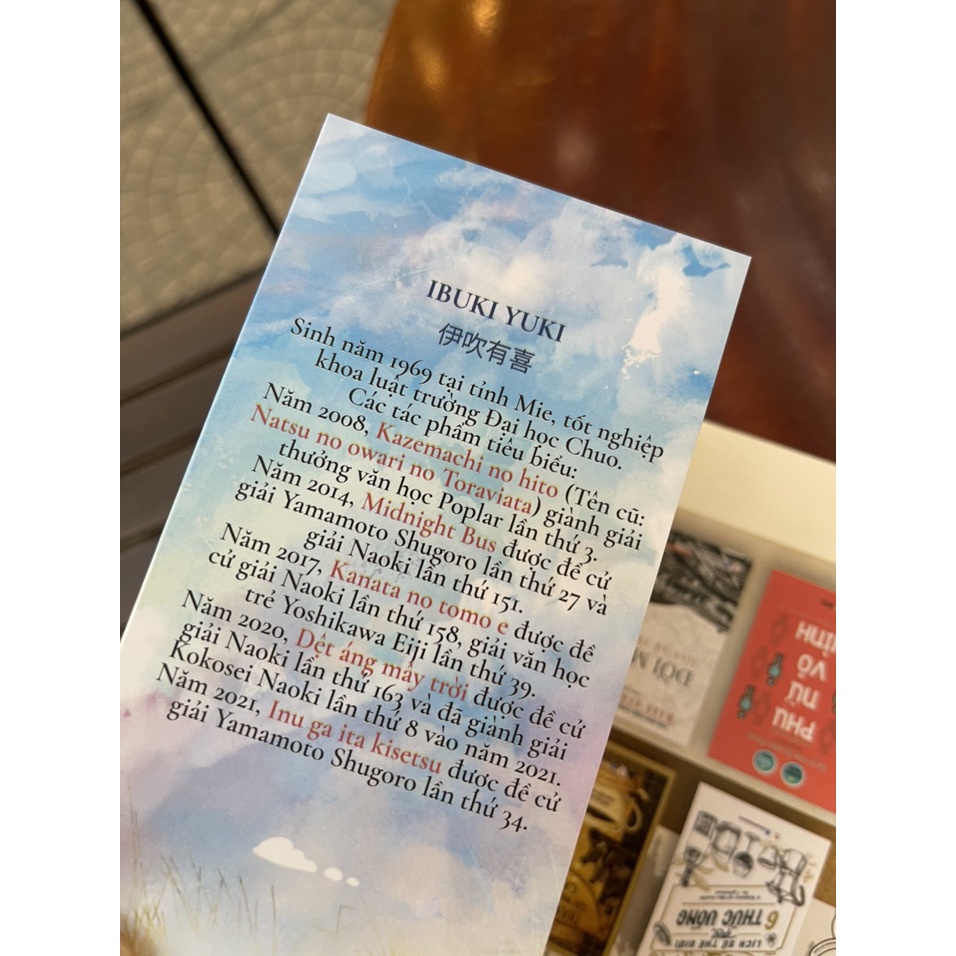 IBUKI YUKI
伊吹有喜
Sinh năm 1969 tại tỉnh Mie, tốt nghiệp
khoa luật trường Đại học Chuo.
Các tác phẩm tiêu biểu:
Năm 2008, Kazemachi no hito (Tên cũ:
Natsu no owari no Toraviata) giành giải
thưởng văn học Poplar lần thứ 3.
Năm 2014, Midnight Bus được đề cử
giải Yamamoto Shugoro lần thứ 27 và
giải Naoki lần thứ 151.
Năm 2017, Kanata no tomo e được đề
cử giải Naoki lần thứ 158, giải văn học
trẻ Yoshikawa Eiji lần thứ 39.
Năm 2020, Dệt áng mây trời được đề cử
giải Naoki lần thứ 163 và đã giành giải
Kokosei Naoki lần thứ 8 vào năm 2021.
Năm 2021, Inu ga ita kisetsu được đề cử
giải Yamamoto Shugoro lần thứ 34.
PHỤ
NỮ
VÔ
HÌNH
ĐÔI M
LỊCH SỬ THẾ GIỚI
6 THỨC UỐNG